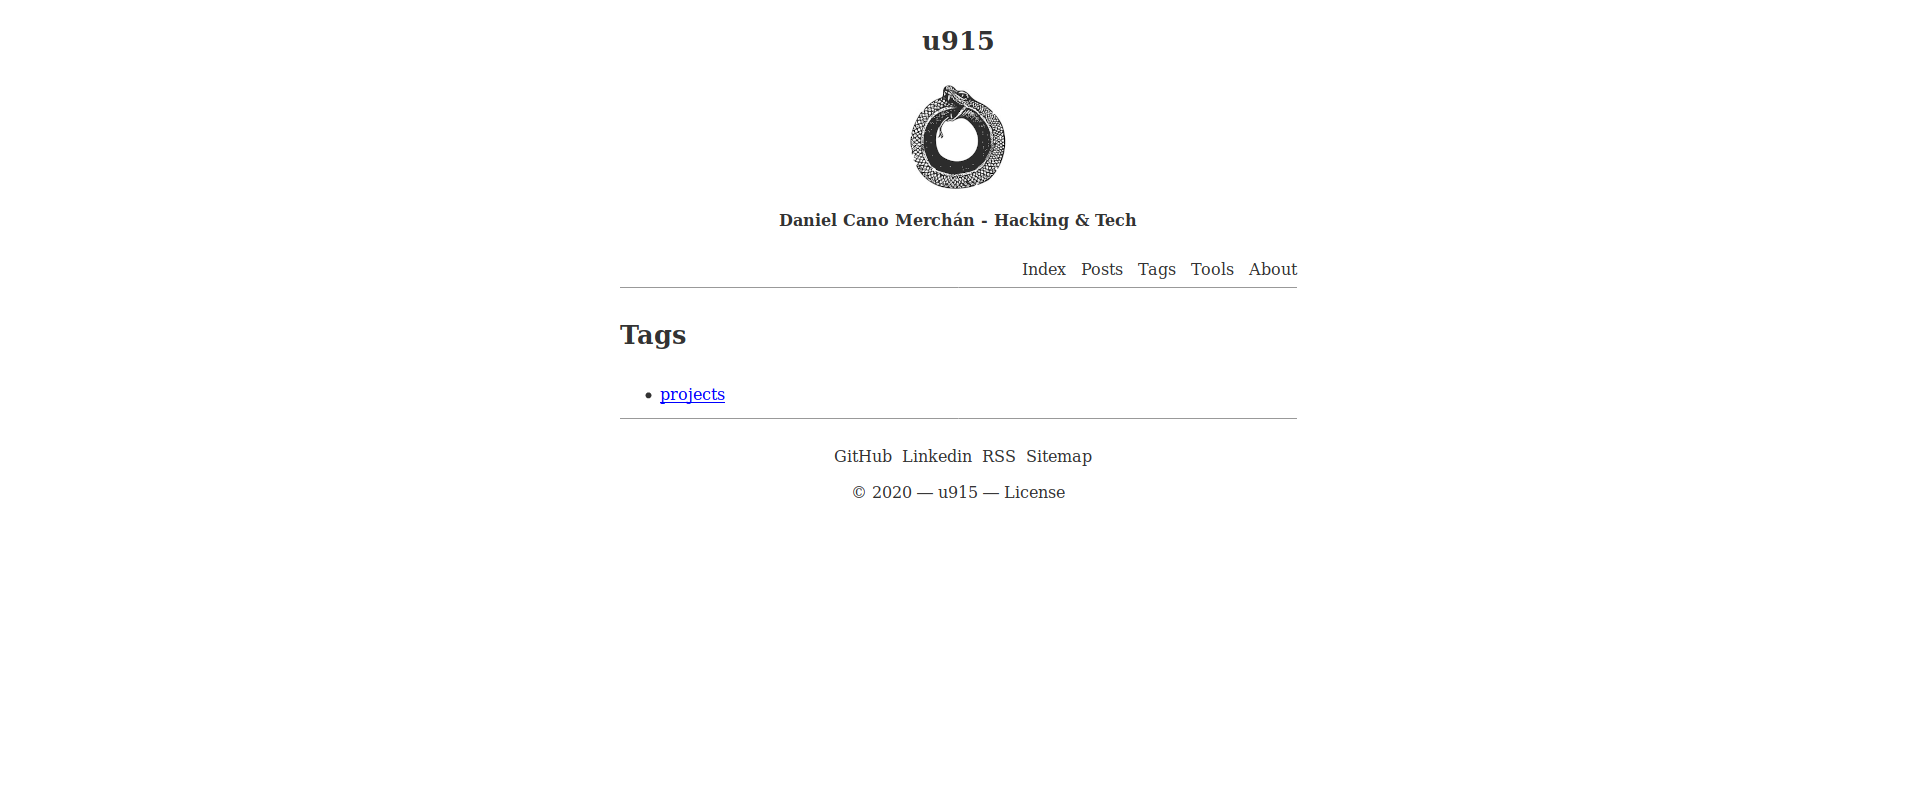 u915
Daniel Cano Merchán - Hacking & Tech
Index Posts Tags Tools About
Tags
projects
GitHub Linkedin RSS Sitemap
© 2020 — u915 — License